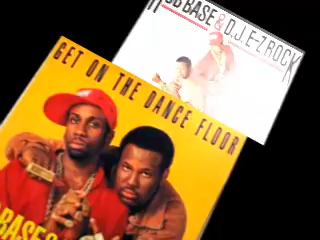 BASE & D.J. E-Z ROCK
GET ON THE DANCE FLOOR
BASE &